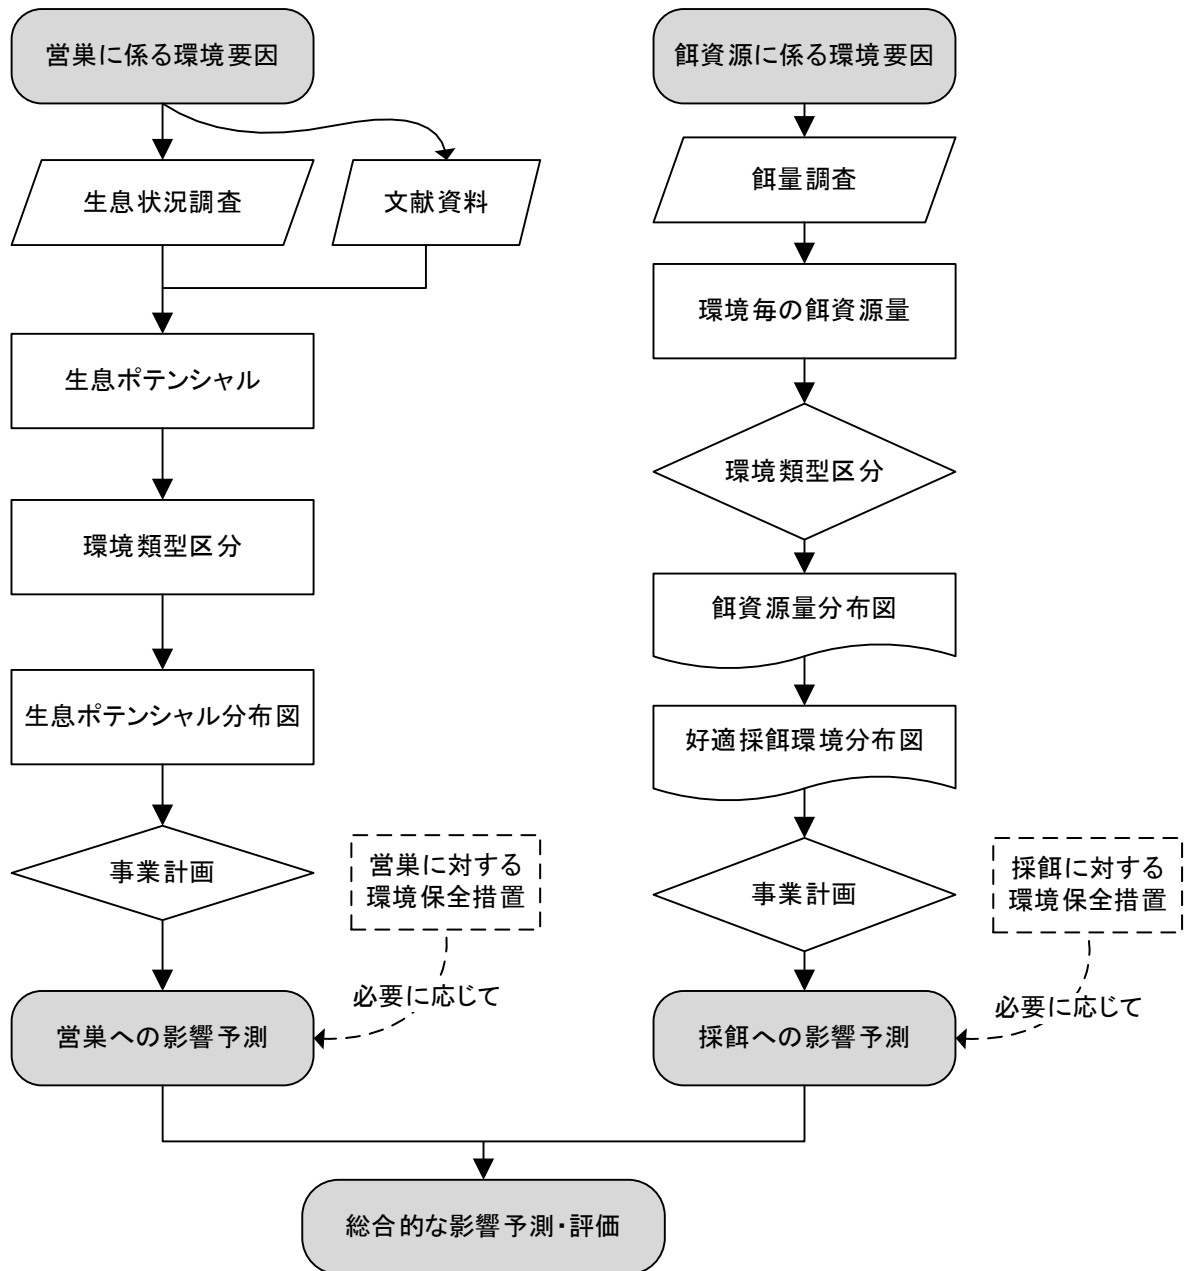 営巣に係る環境要因
生息状況調査
文献資料
生息ポテンシャル
環境類型区分
生息ポテンシャル分布図
事業計画
営巣に対する
環境保全措置
必要に応じて
営巣への影響予測
餌資源に係る環境要因
餌量調査
環境毎の餌資源量
環境類型区分
餌資源量分布図
好適採餌環境分布図
事業計画
採餌に対する
環境保全措置
必要に応じて
採餌への影響予測
総合的な影響予測・評価